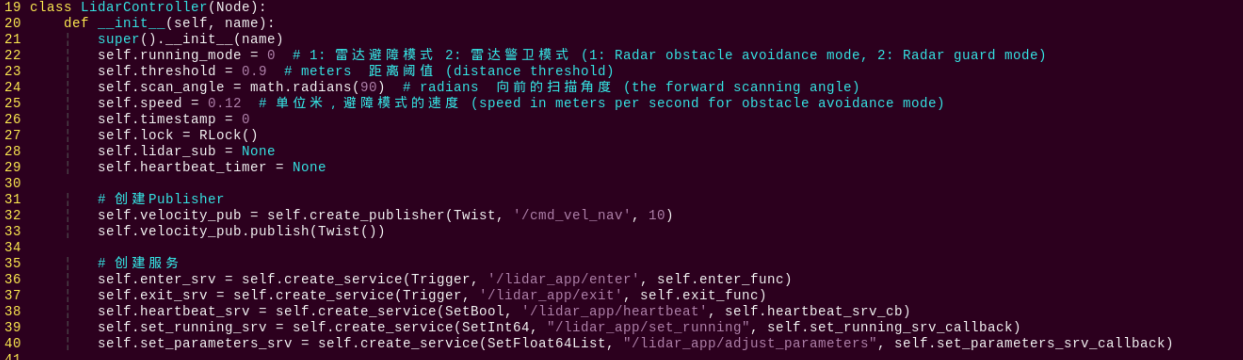 19 class LidarController(Node):
20     def __init__(self, name):
21         super().__init__(name)
22         self.running_mode = 0  # 1: 雷达避障模式 2: 雷达警卫模式 (1: Radar obstacle avoidance mode, 2: Radar guard mode)
23         self.threshold = 0.9  # meters  距离阈值 (distance threshold)
24         self.scan_angle = math.radians(90)  # radians  向前的扫描角度 (the forward scanning angle)
25         self.speed = 0.12  # 单位米，避障模式的速度 (speed in meters per second for obstacle avoidance mode)
26         self.timestamp = 0
27         self.lock = RLock()
28         self.lidar_sub = None
29         self.heartbeat_timer = None
30
31         # 创建Publisher
32         self.velocity_pub = self.create_publisher(Twist, '/cmd_vel_nav', 10)
33         self.velocity_pub.publish(Twist())
34
35         # 创建服务
36         self.enter_srv = self.create_service(Trigger, '/lidar_app/enter', self.enter_func)
37         self.exit_srv = self.create_service(Trigger, '/lidar_app/exit', self.exit_func)
38         self.heartbeat_srv = self.create_service(SetBool, '/lidar_app/heartbeat', self.heartbeat_srv_cb)
39         self.set_running_srv = self.create_service(SetInt64, "/lidar_app/set_running", self.set_running_srv_callback)
40         self.set_parameters_srv = self.create_service(SetFloat64List, "/lidar_app/adjust_parameters", self.set_parameters_srv_callback)
41